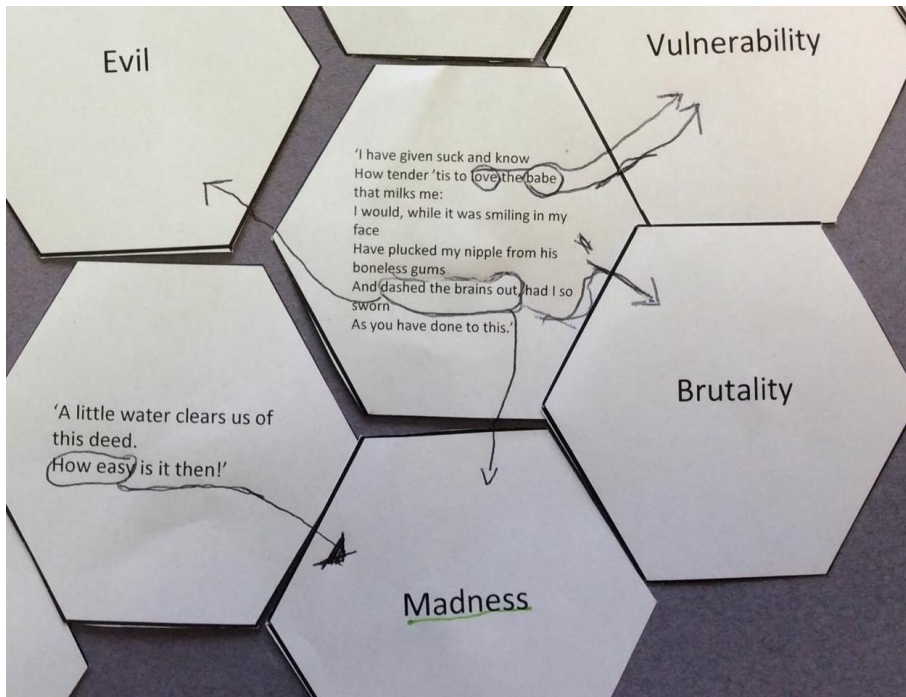 Evil
Vulnerability
'I have given suck and know
How tender 'tis to love the babe
that milks me:
I would, while it was smiling in my
face
Have plucked my nipple from his
boneless gums
And dashed the brains out, had I so
sworn
As you have done to this.'
Brutality
'A little water clears us of
this deed.
How easy is it then!'
Madness